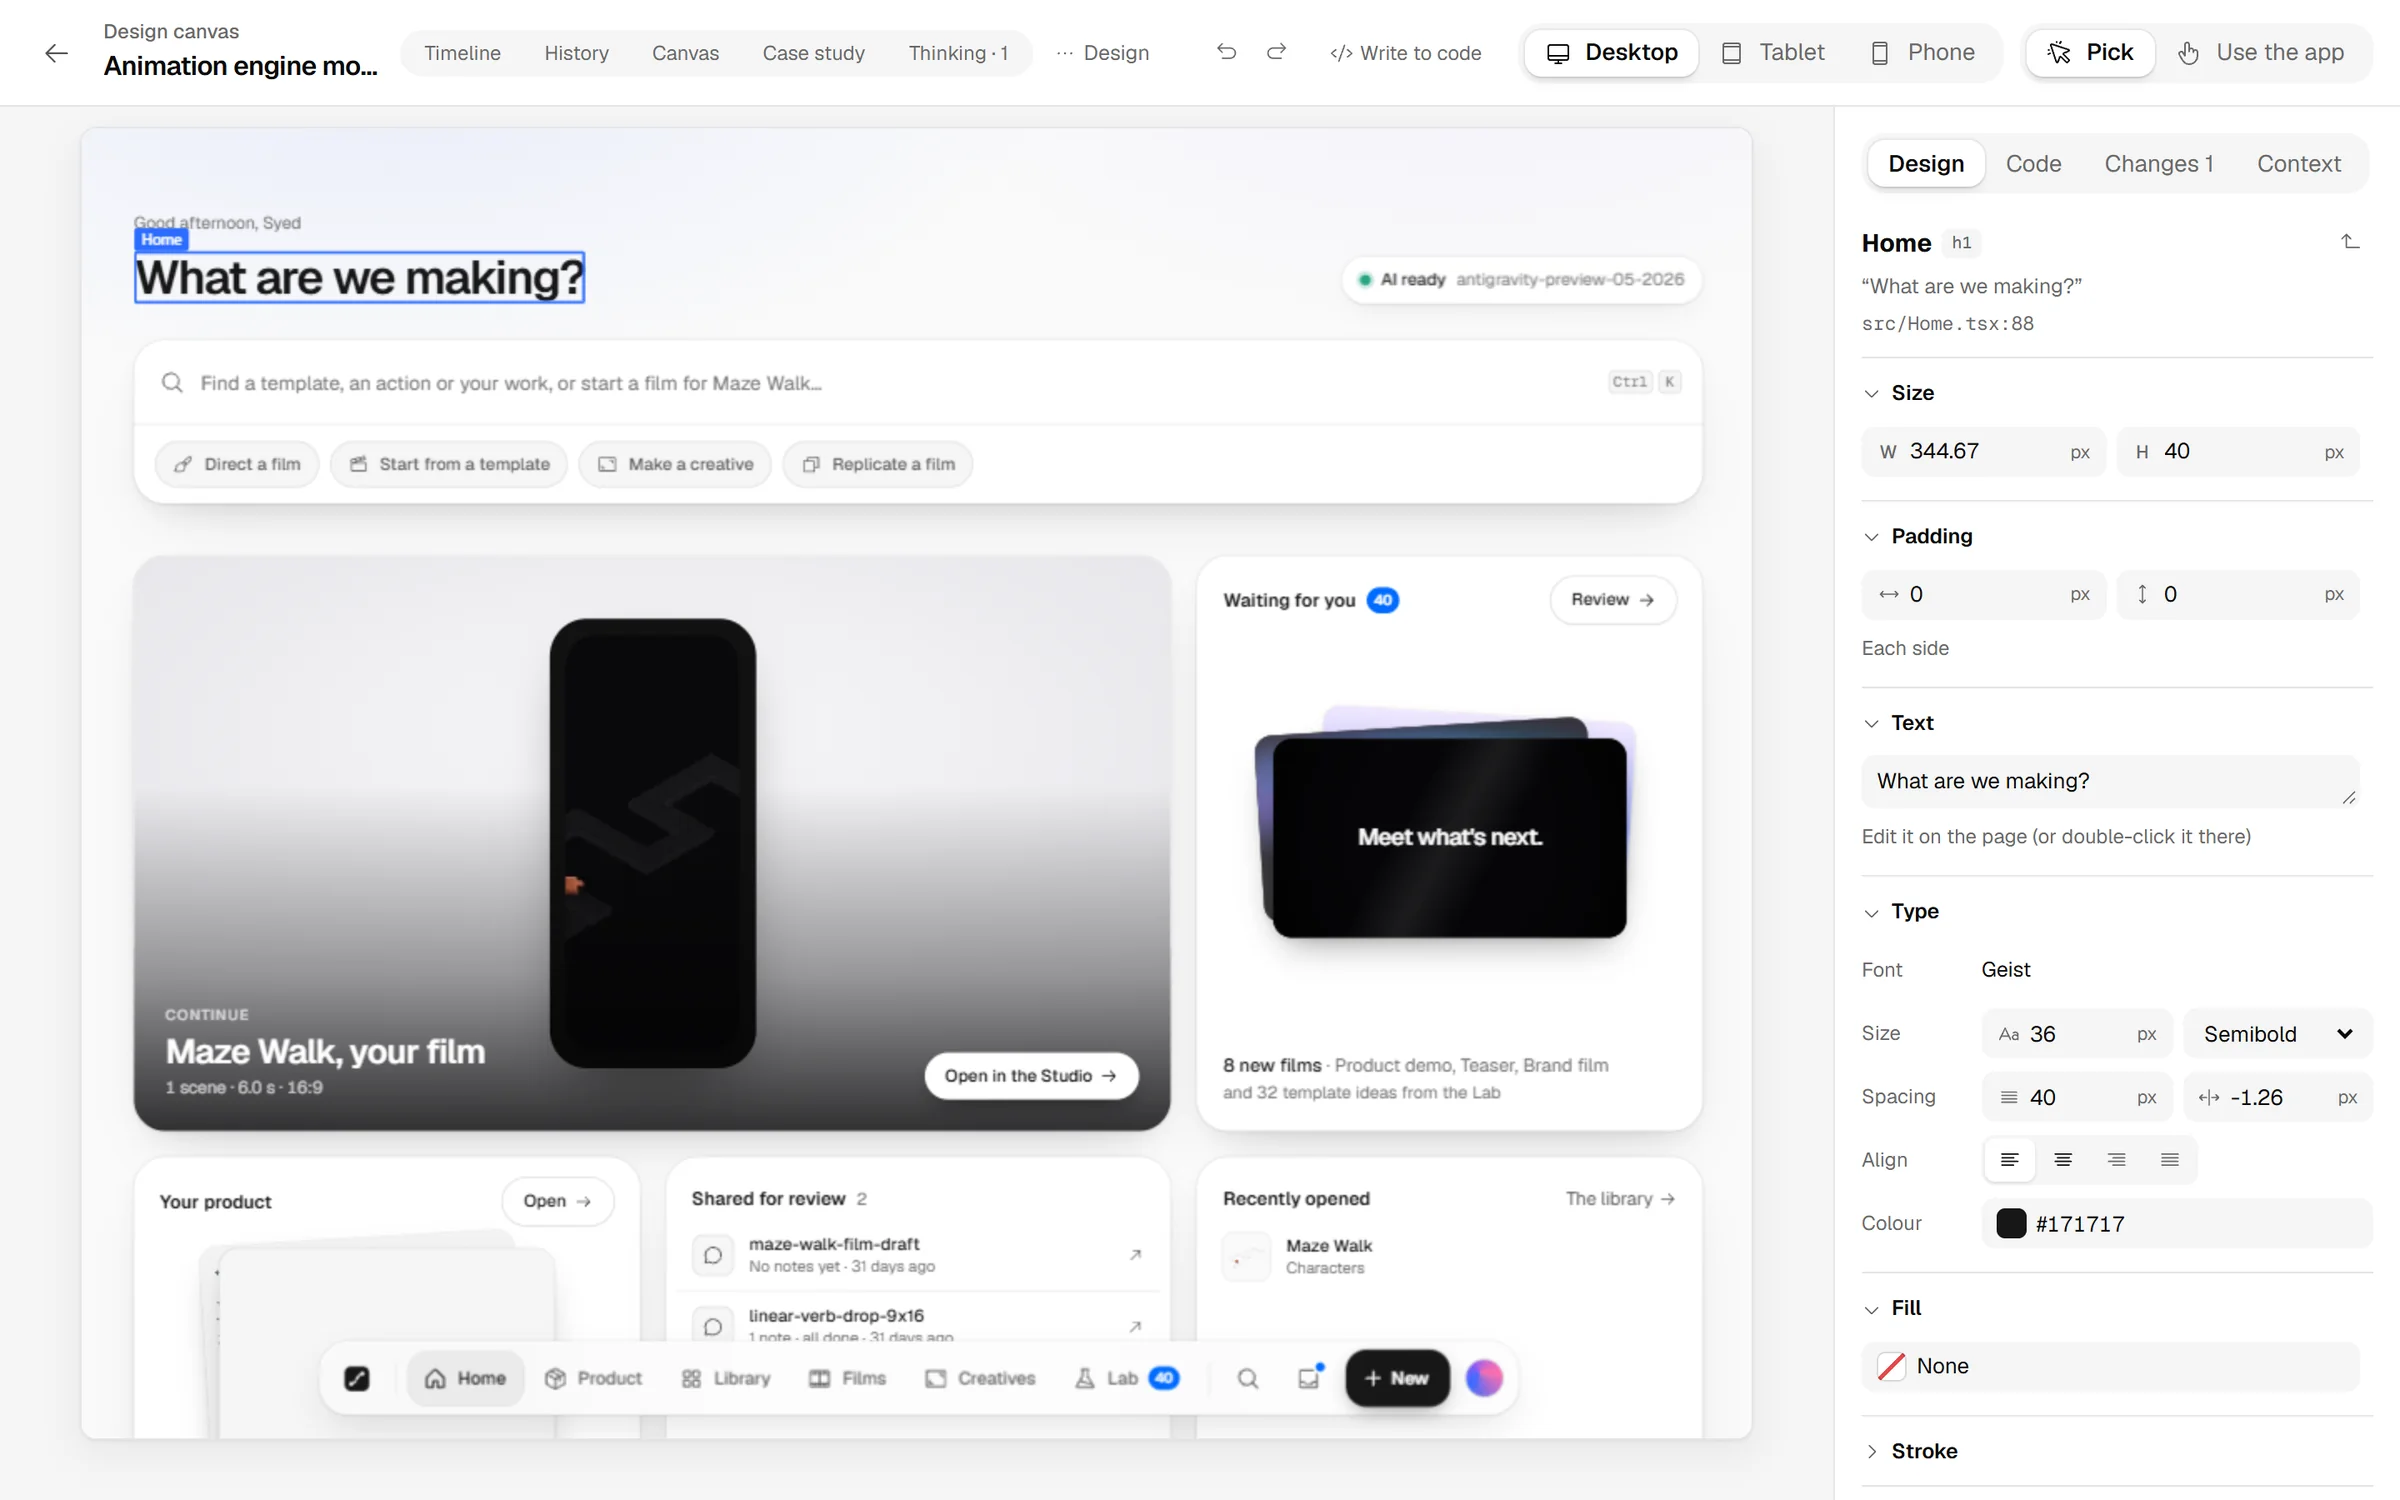 Design canvas
Animation engine mo...
Timeline
History
Canvas
Case study
Thinking · 1
··· Design
</> Write to code
Desktop
Tablet
Phone
Pick
Use the app
Good afternoon, Syed
Home
What are we making?
AI ready antigravity-preview-05-2026
Find a template, an action or your work, or start a film for Maze Walk...
Ctrl K
Direct a film
Start from a template
Make a creative
Replicate a film
CONTINUE
Maze Walk, your film
1 scene · 6.0 s · 16:9
Open in the Studio →
Waiting for you 40
Review →
Meet what's next.
8 new films · Product demo, Teaser, Brand film
and 32 template ideas from the Lab
Your product
Open →
Shared for review 2
maze-walk-film-draft
No notes yet · 31 days ago
linear-verb-drop-9x16
1 note · all done · 31 days ago
Recently opened
The library →
Maze Walk
Characters
Home
Product
Library
Films
Creatives
Lab 40
+ New
Design
Code
Changes 1
Context
Home h1
“What are we making?”
src/Home.tsx:88
Size
W 344.67 px
H 40 px
Padding
0 px
0 px
Each side
Text
What are we making?
Edit it on the page (or double-click it there)
Type
Font Geist
Size Aa 36 px Semibold
Spacing 40 px -1.26 px
Align
Colour #171717
Fill
None
Stroke